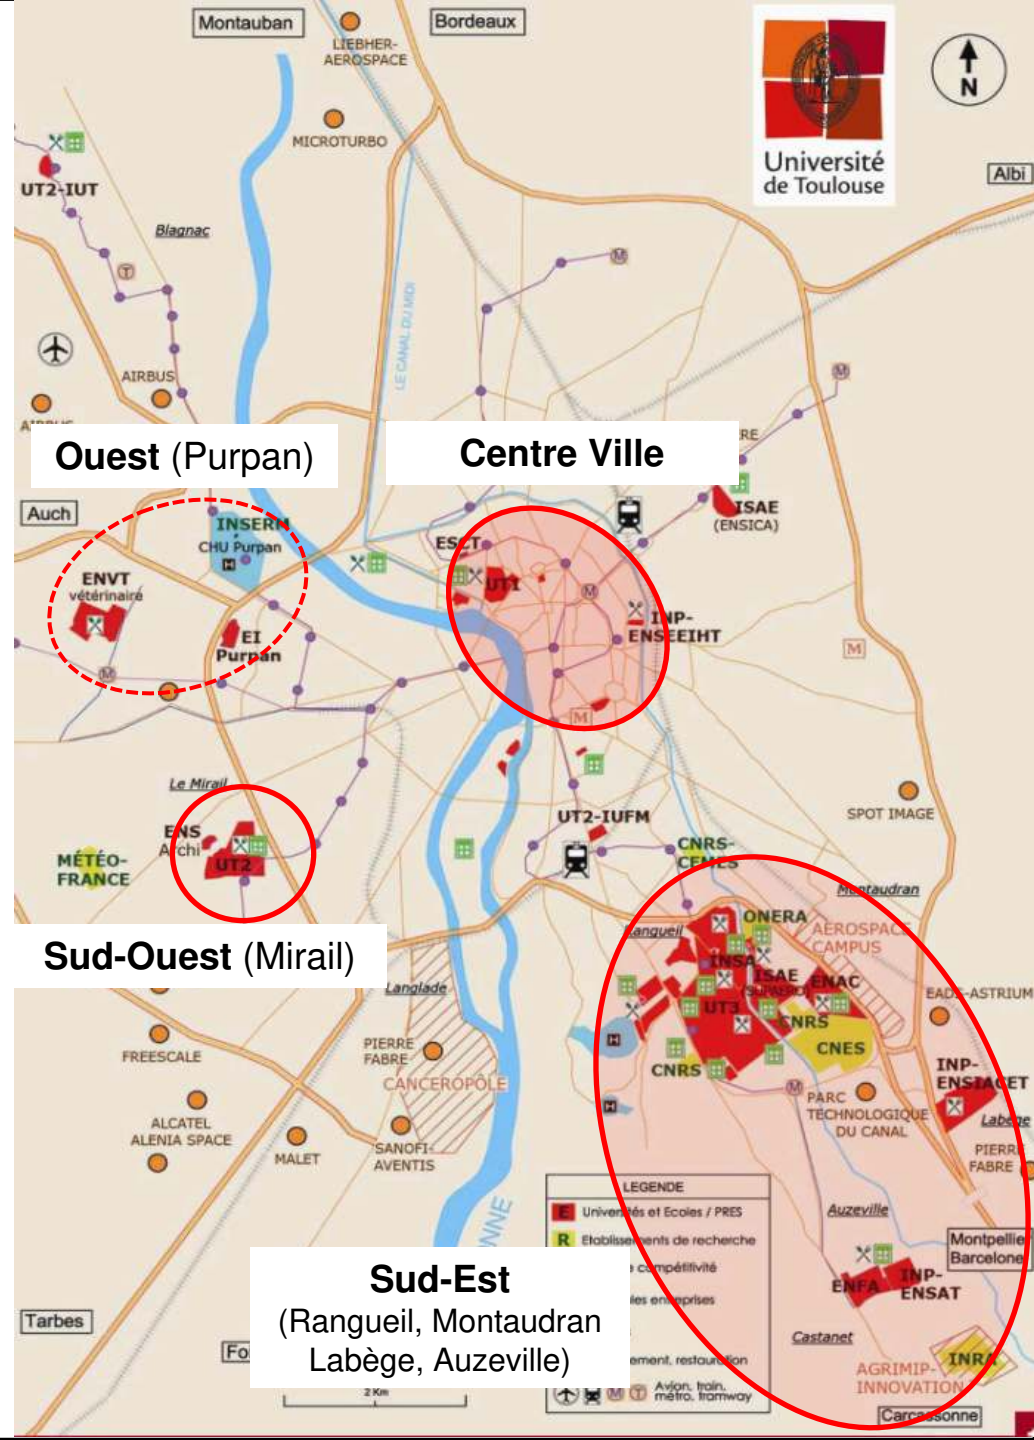 Montauban
Bordeaux
LIEBHER-
AEROSPACE
N
MICROTURBO
Université
de Toulouse
Albi
UT2-IUT
Blagnac
M
T
LE CANAL DU MIDI
M
AIRBUS
Ouest (Purpan)
Centre Ville
Auch
ISAE
(ENSICA)
INSERM
CHU Purpan
H
ESCT
ENVT
vétérinaire
UT1
M
INP-
ENSEEIHT
EI
Purpan
M
M
M
Le Mirail
SPOT IMAGE
UT2-IUFM
ENS
Archi
UT2
MÉTÉO-
FRANCE
CNRS-
CEMES
Montaudran
ONERA
Rangueil
AEROSPACE
CAMPUS
Sud-Ouest (Mirail)
INSA
ISAE
(SUPAERO)
ENAC
Langlade
EADS-ASTRIUM
UT3
CNRS
H
FREESCALE
PIERRE
FABRE
CNES
CNRS
INP-
ENSIACET
CANCEROPÔLE
M
PARC
TECHNOLOGIQUE
DU CANAL
H
Labège
ALCATEL
ALENIA SPACE
MALET
SANOFI-
AVENTIS
PIERRE
FABRE
LEGENDE
E Universités et Ecoles / PRES
R Etablissements de recherche
compétitivité
Auzeville
Montpellier
Barcelone
Sud-Est
(Rangueil, Montaudran
Labège, Auzeville)
entreprises
ENFA
INP-
ENSAT
Tarbes
Castanet
restauration
INRA
AGRIMIP-
INNOVATION
2 Km
M T Avion, train,
métro, tramway
Carcassonne